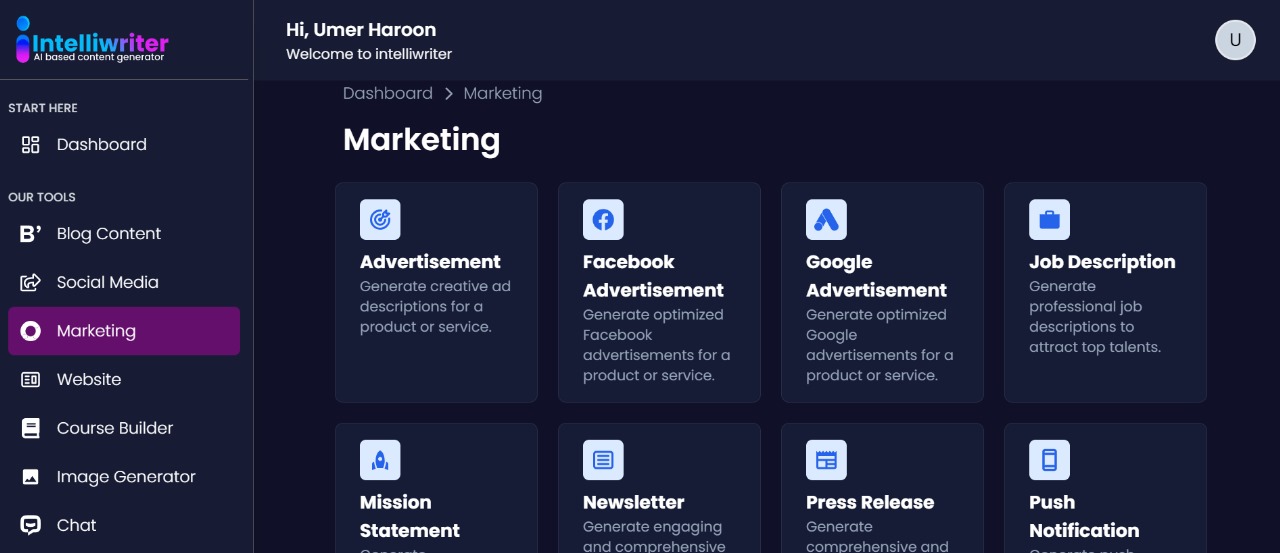 Intelliwriter
AI based content generator
Hi, Umer Haroon
Welcome to intelliwriter
U
START HERE
Dashboard
OUR TOOLS
Blog Content
Social Media
Marketing
Website
Course Builder
Image Generator
Chat
Dashboard > Marketing
Marketing
Advertisement
Generate creative ad
descriptions for a
product or service.
Facebook
Advertisement
Generate optimized
Facebook
advertisements for a
product or service.
Google
Advertisement
Generate optimized
Google
advertisements for a
product or service.
Job Description
Generate
professional job
descriptions to
attract top talents.
Mission
Statement
Generate
Newsletter
Generate engaging
and comprehensive
Press Release
Generate
comprehensive and
Push
Notification
Generate push